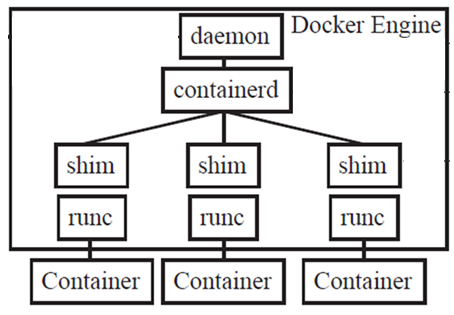 daemon
Docker Engine
containerd
shim shim shim
runc runc runc
Container Container Container